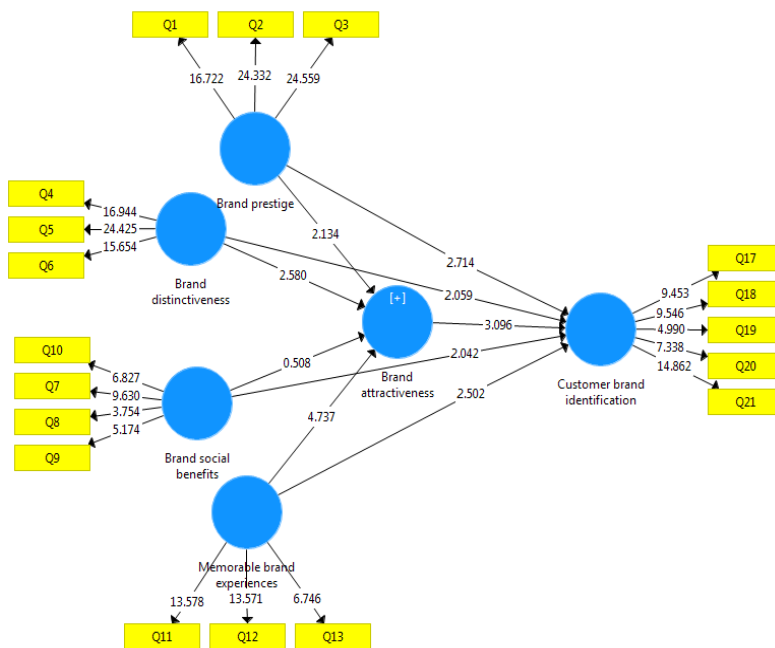 Q1
Q2
Q3
16.722
24.332
24.559
Brand prestige
Q4
Q5
Q6
16.944
24.425
15.654
Brand
distinctiveness
2.134
2.714
2.580
2.059
[+]
Brand
attractiveness
3.096
0.508
2.042
4.737
2.502
Q17
Q18
Q19
Q20
Q21
9.453
9.546
4.990
7.338
14.862
Customer brand
identification
Q10
Q7
Q8
Q9
6.827
9.630
3.754
5.174
Brand social
benefits
Memorable brand
experiences
13.578
13.571
6.746
Q11
Q12
Q13